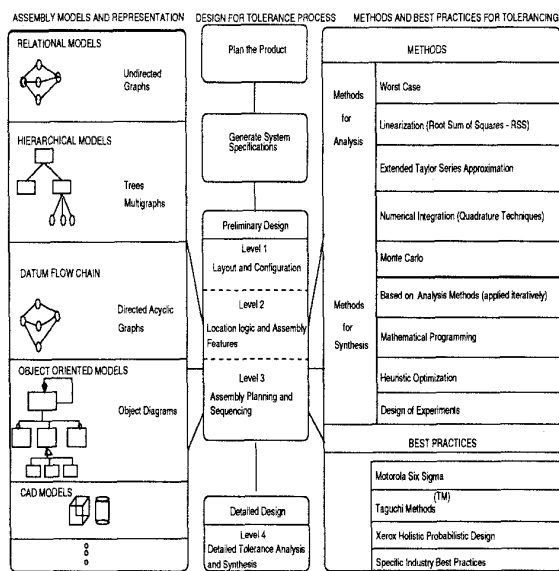 ASSEMBLY MODELS AND REPRESENTATION
DESIGN FOR TOLERANCE PROCESS
METHODS AND BEST PRACTICES FOR TOLERANCING
RELATIONAL MODELS
Undirected
Graphs
HIERARCHICAL MODELS
Trees
Multigraphs
DATUM FLOW CHAIN
Directed Acyclic
Graphs
OBJECT ORIENTED MODELS
Object Diagrams
CAD MODELS
Plan the Product
Generate System
Specifications
Preliminary Design
Level 1
Layout and Configuration
Level 2
Location logic and Assembly
Features
Level 3
Assembly Planning and
Sequencing
Detailed Design
Level 4
Detailed Tolerance Analysis
and Synthesis
METHODS
Methods
for
Analysis
Worst Case
Linearization (Root Sum of Squares - RSS)
Extended Taylor Series Approximation
Numerical Integration (Quadrature Techniques)
Monte Carlo
Methods
for
Synthesis
Based on Analysis Methods (applied iteratively)
Mathematical Programming
Heuristic Optimization
Design of Experiments
BEST PRACTICES
Motorola Six Sigma
(TM)
Taguchi Methods
Xerox Holistic Probabilistic Design
Specific Industry Best Practices